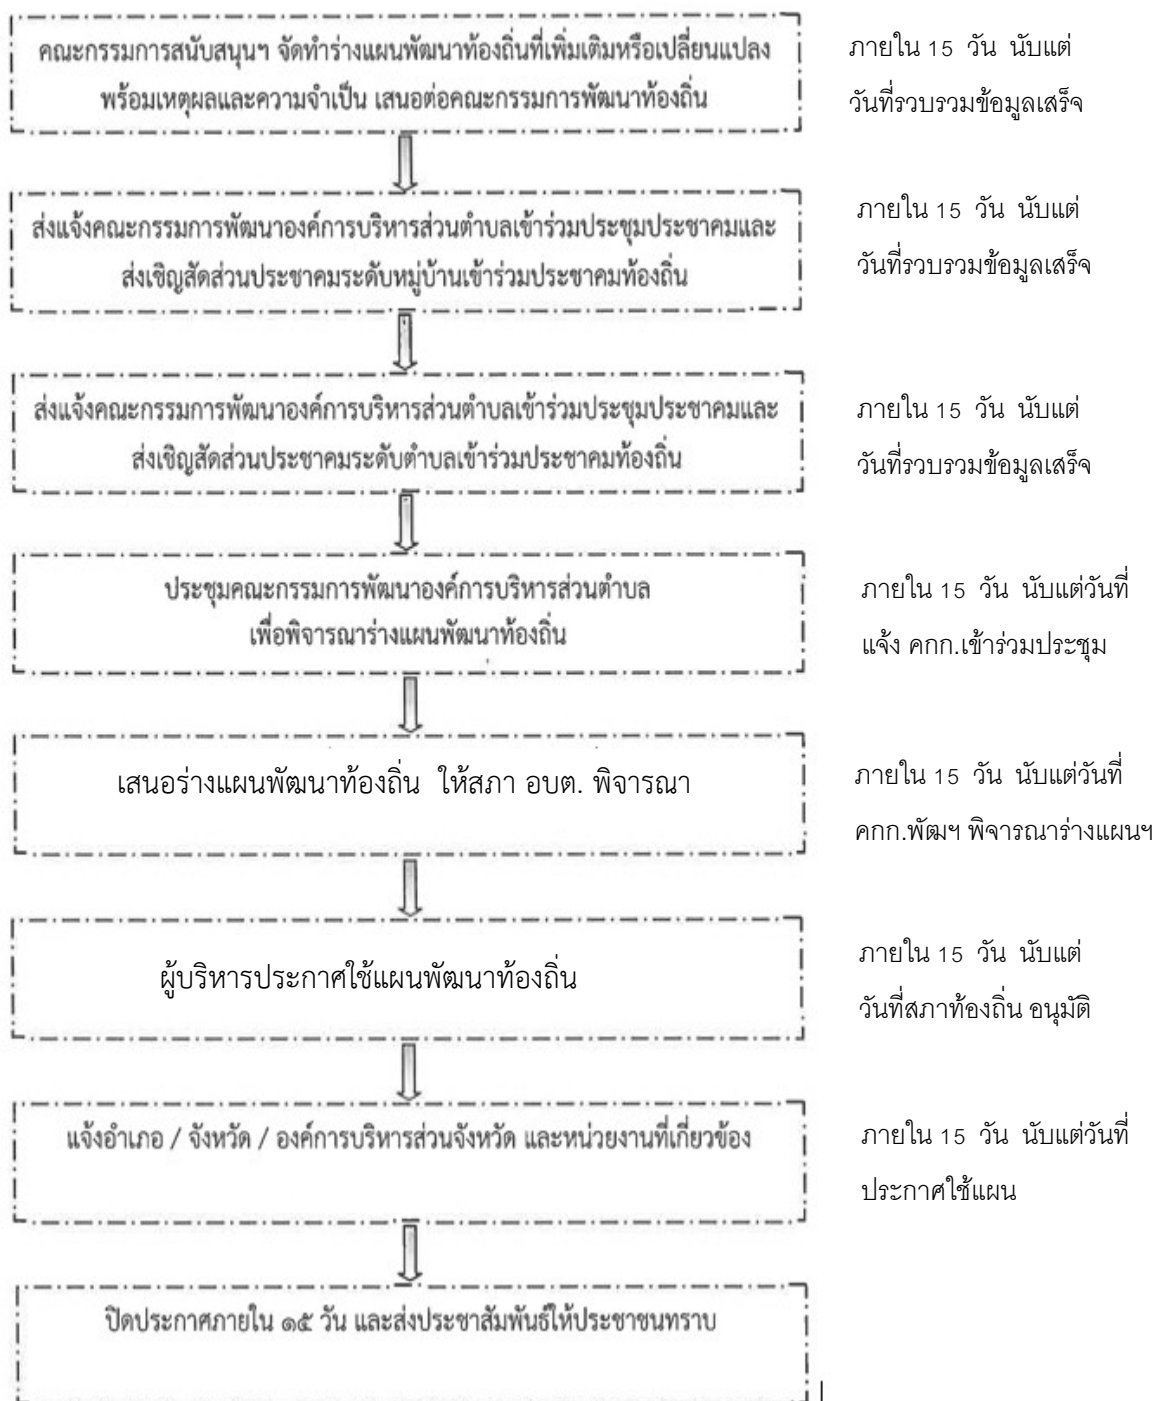 คณะกรรมการสนับสนุนฯ จัดทำร่างแผนพัฒนาท้องถิ่นที่เพิ่มเติมหรือเปลี่ยนแปลง
พร้อมเหตุผลและความจำเป็น เสนอต่อคณะกรรมการพัฒนาท้องถิ่น
ภายใน 15 วัน นับแต่
วันที่รวบรวมข้อมูลเสร็จ
ส่งแจ้งคณะกรรมการพัฒนาองค์การบริหารส่วนตำบลเข้าร่วมประชุมประชาคมและ
ส่งเชิญสัดส่วนประชาคมระดับหมู่บ้านเข้าร่วมประชาคมท้องถิ่น
ภายใน 15 วัน นับแต่
วันที่รวบรวมข้อมูลเสร็จ
ส่งแจ้งคณะกรรมการพัฒนาองค์การบริหารส่วนตำบลเข้าร่วมประชุมประชาคมและ
ส่งเชิญสัดส่วนประชาคมระดับตำบลเข้าร่วมประชาคมท้องถิ่น
ภายใน 15 วัน นับแต่
วันที่รวบรวมข้อมูลเสร็จ
ประชุมคณะกรรมการพัฒนาองค์การบริหารส่วนตำบล
เพื่อพิจารณาร่างแผนพัฒนาท้องถิ่น
ภายใน 15 วัน นับแต่วันที่
แจ้ง คกก.เข้าร่วมประชุม
เสนอร่างแผนพัฒนาท้องถิ่น ให้สภา อบต. พิจารณา
ภายใน 15 วัน นับแต่วันที่
คกก.พัฒฯ พิจารณาร่างแผนฯ
ผู้บริหารประกาศใช้แผนพัฒนาท้องถิ่น
ภายใน 15 วัน นับแต่
วันที่สภาท้องถิ่น อนุมัติ
แจ้งอำเภอ / จังหวัด / องค์การบริหารส่วนจังหวัด และหน่วยงานที่เกี่ยวข้อง
ภายใน 15 วัน นับแต่วันที่
ประกาศใช้แผน
ปิดประกาศภายใน ๑๕ วัน และส่งประชาสัมพันธ์ให้ประชาชนทราบ